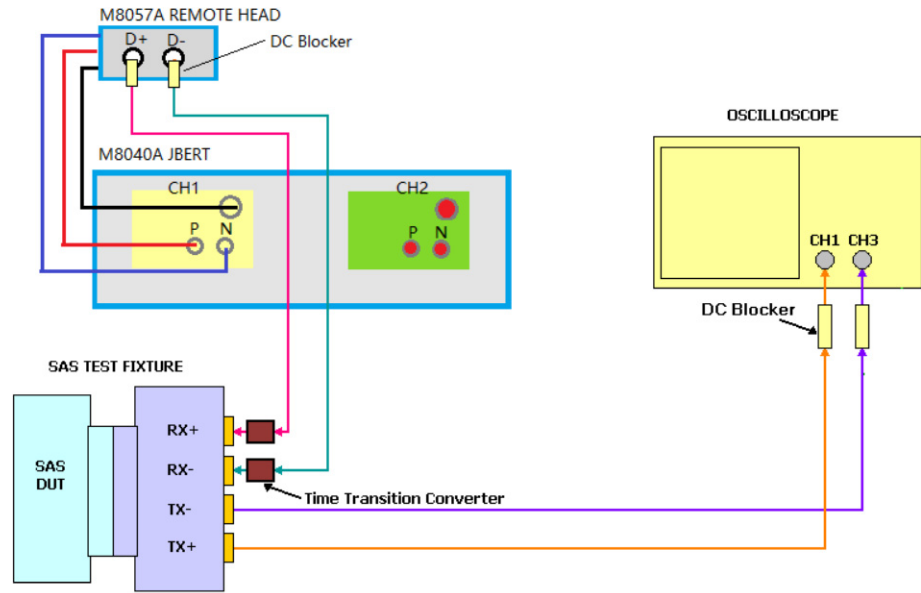 M8057A REMOTE HEAD
D+ D-
DC Blocker
M8040A JBERT
CH1
P N
CH2
P N
OSCILLOSCOPE
CH1 CH3
DC Blocker
SAS TEST FIXTURE
SAS
DUT
RX+
RX-
TX-
TX+
Time Transition Converter